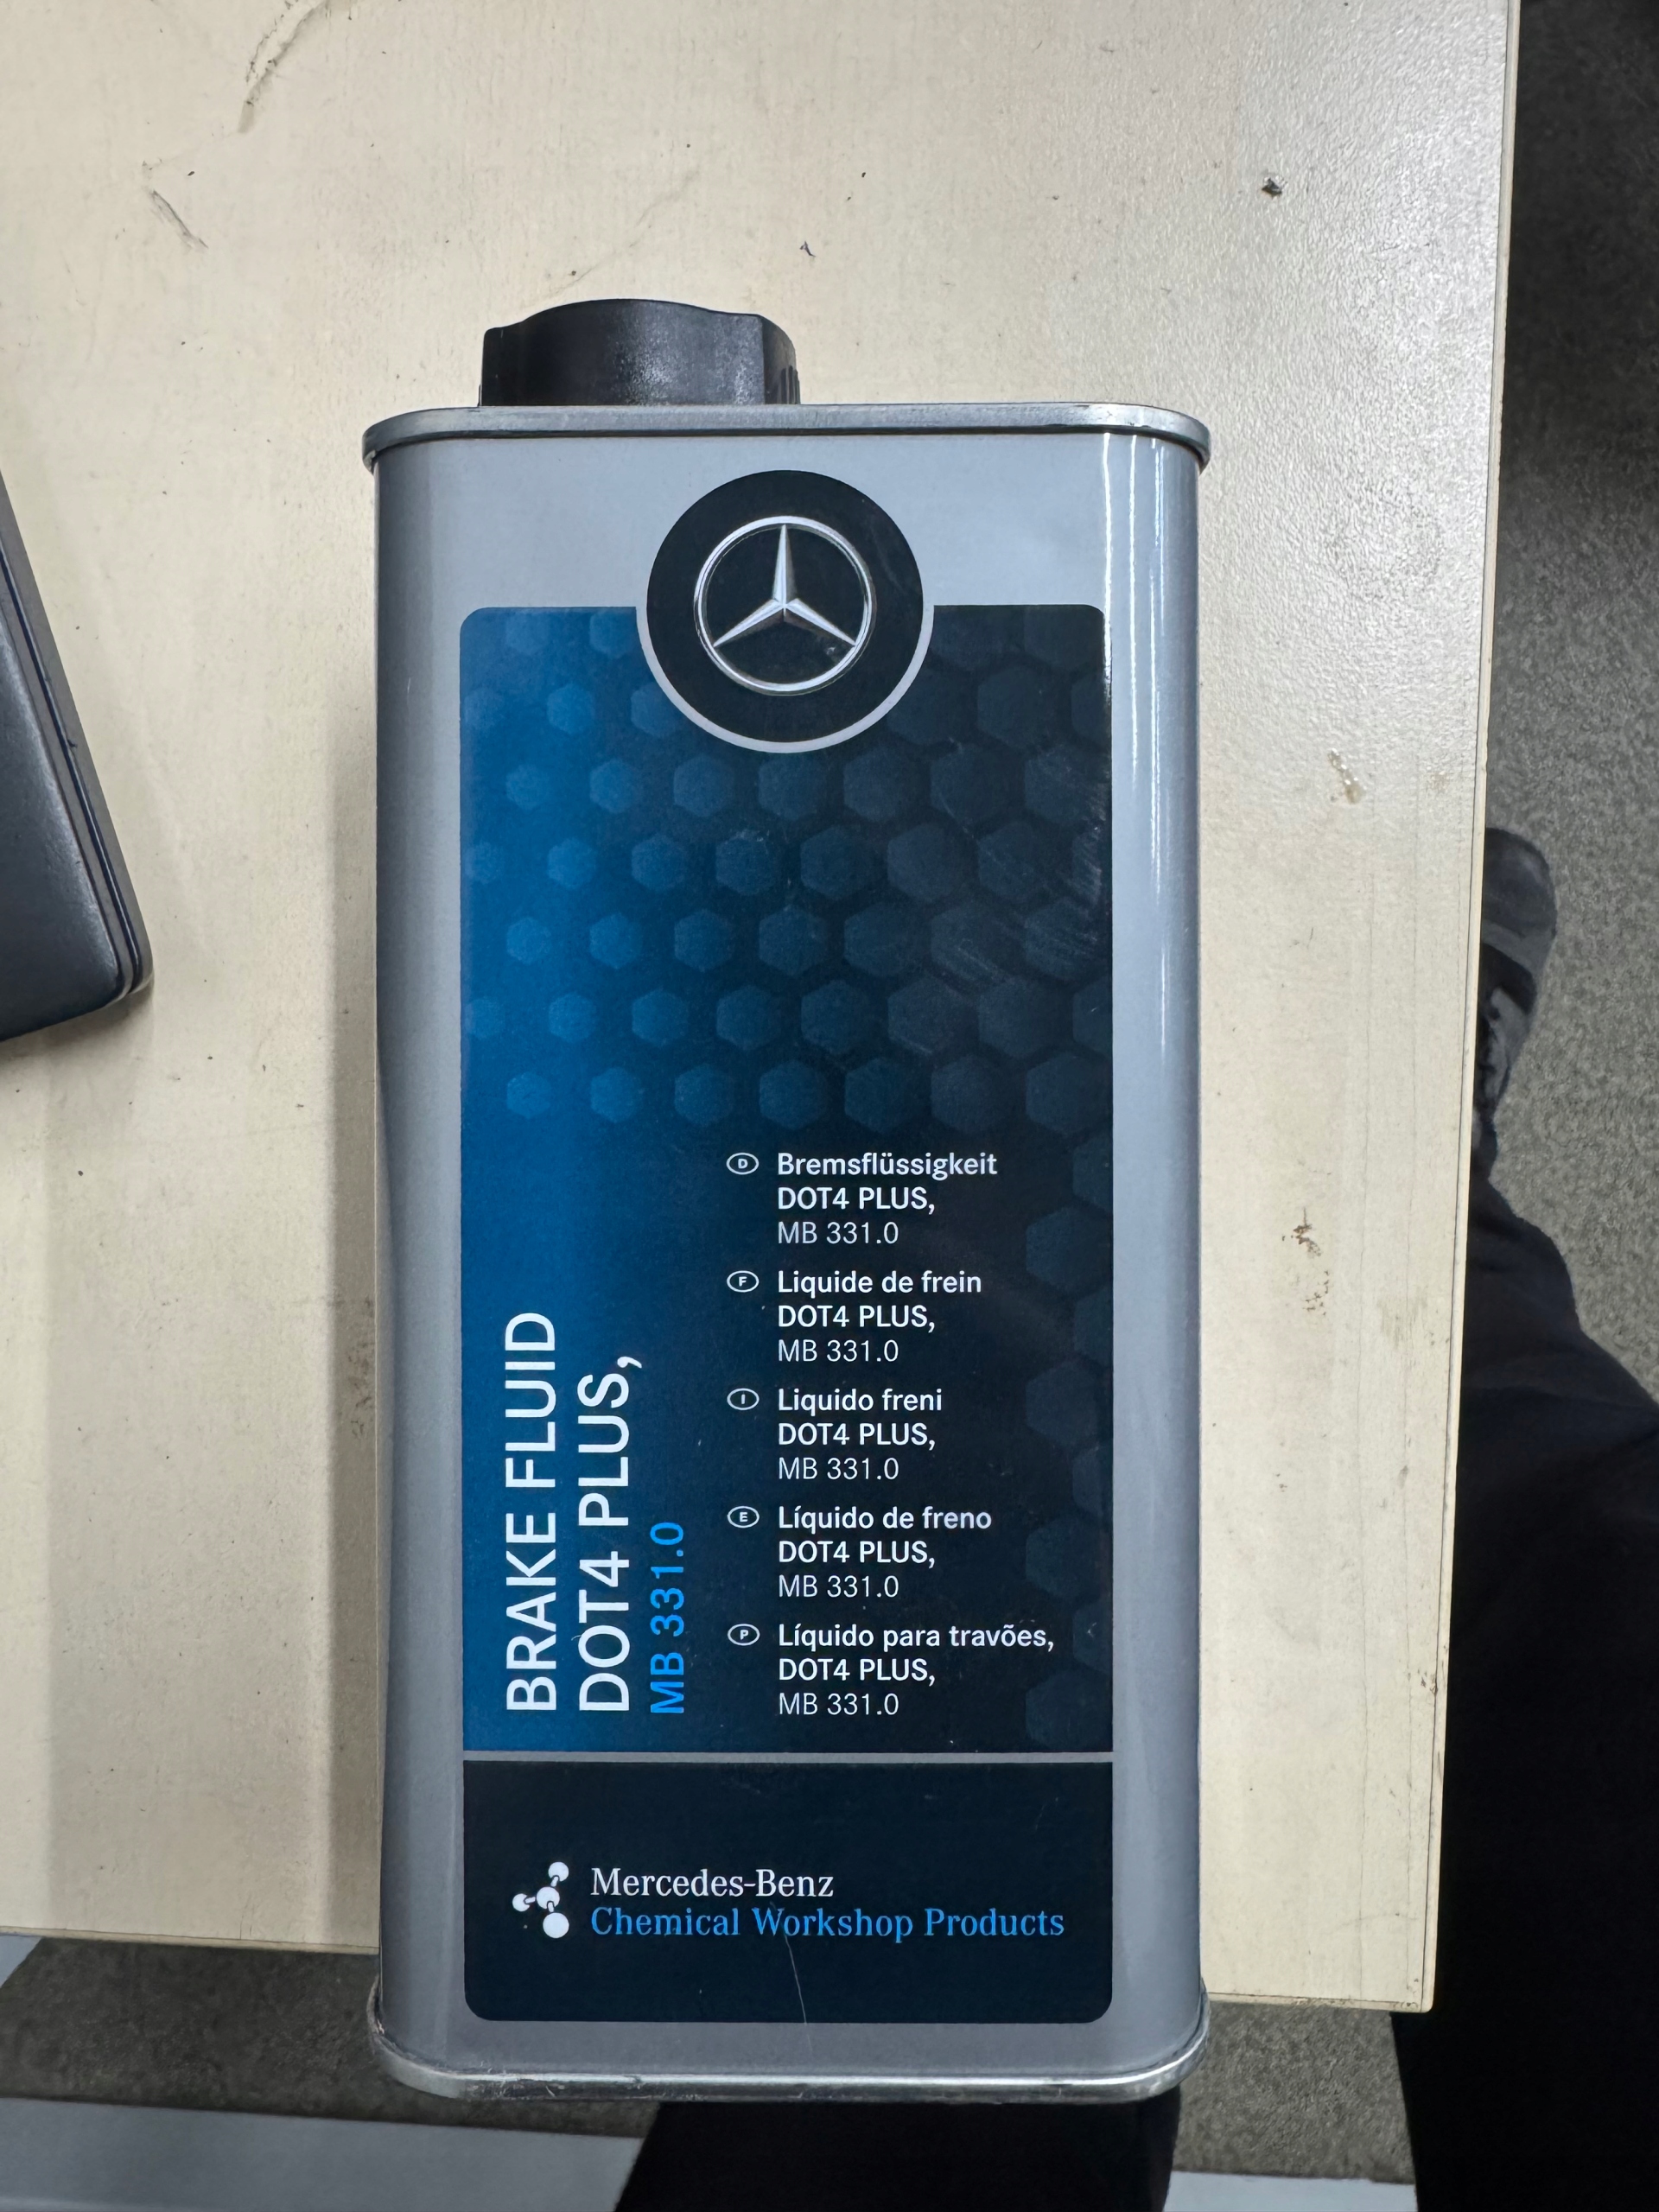 BRAKE FLUID
DOT4 PLUS,
MB 331.0
D Bremsflüssigkeit
DOT4 PLUS,
MB 331.0
F Liquide de frein
DOT4 PLUS,
MB 331.0
I Liquido freni
DOT4 PLUS,
MB 331.0
E Líquido de freno
DOT4 PLUS,
MB 331.0
P Líquido para travões,
DOT4 PLUS,
MB 331.0
Mercedes-Benz
Chemical Workshop Products